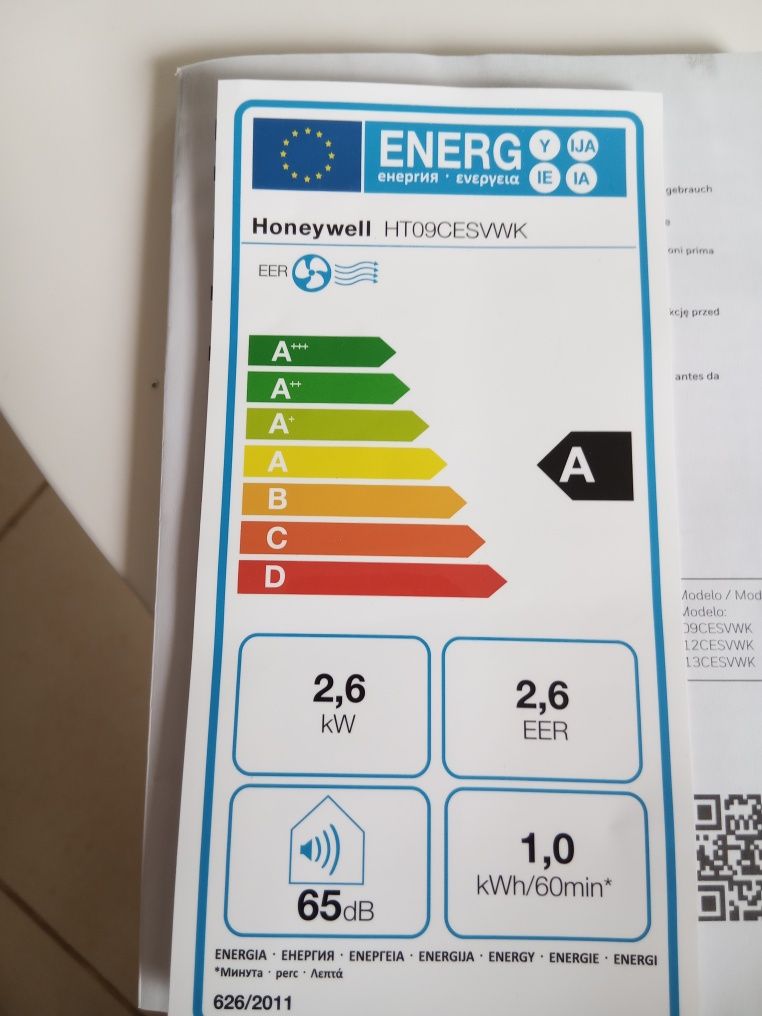 ENERG Y IJA
енергия · ενεργεια IE IA
Honeywell HT09CESVWK
EER
A+++
A++
A+
A
B
C
D
A
2,6
kW
2,6
EER
65dB
1,0
kWh/60min*
ENERGIA · ЕНЕРГИЯ · ΕΝΕΡΓΕΙΑ · ENERGIJA · ENERGY · ENERGIE · ENERGI
*Минута · perc · Λεπτά
626/2011
gebrauch
oni prima
kcję przed
antes da
Modelo / Mod
Modelo:
09CESVWK
12CESVWK
13CESVWK